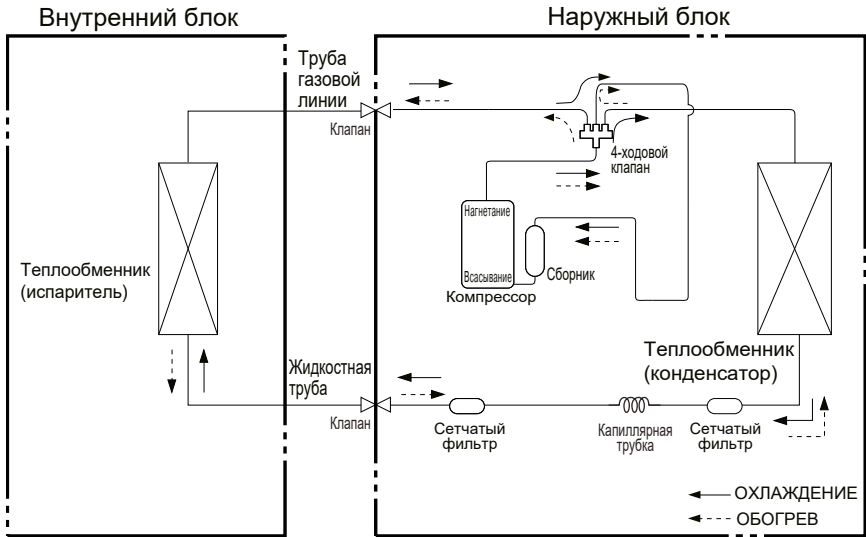 Внутренний блок
Наружный блок
Труба
газовой
линии
Клапан
4-ходовой
клапан
Нагнетание
Всасывание
Сборник
Компрессор
Теплообменник
(испаритель)
Теплообменник
(конденсатор)
Жидкостная
труба
Клапан
Сетчатый
фильтр
Капиллярная
трубка
Сетчатый
фильтр
ОХЛАЖДЕНИЕ
ОБОГРЕВ